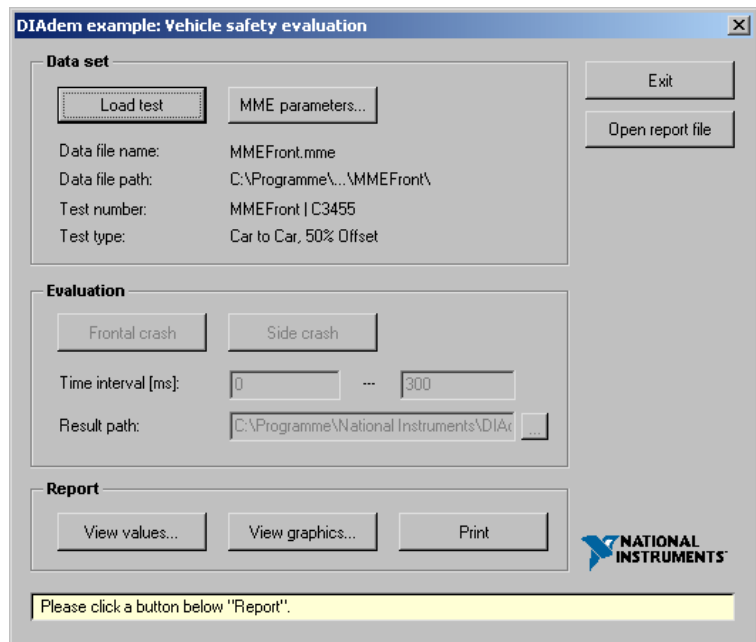 DIAdem example: Vehicle safety evaluation
Data set
Load test
MME parameters...
Exit
Open report file
Data file name: MMEFront.mme
Data file path: C:\Programme\...\MMEFront\
Test number: MMEFront | C3455
Test type: Car to Car, 50% Offset
Evaluation
Frontal crash
Side crash
Time interval [ms]: 0 --- 300
Result path: C:\Programme\National Instruments\DIAd ...
Report
View values...
View graphics...
Print
NATIONAL
INSTRUMENTS
Please click a button below "Report".